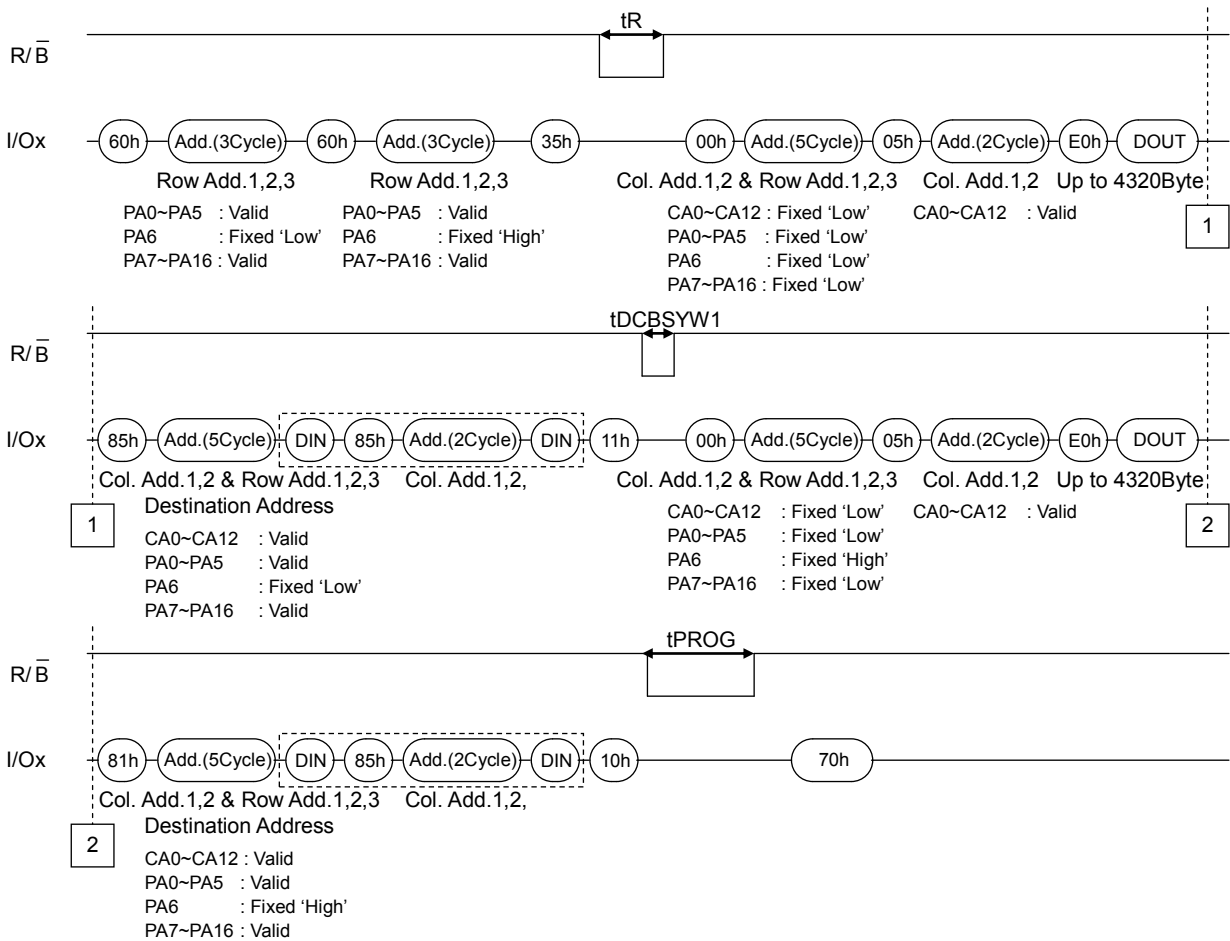 tR
R/B̅
I/Ox 60h Add.(3Cycle) 60h Add.(3Cycle) 35h 00h Add.(5Cycle) 05h Add.(2Cycle) E0h DOUT
Row Add.1,2,3 Row Add.1,2,3 Col. Add.1,2 & Row Add.1,2,3 Col. Add.1,2 Up to 4320Byte
PA0~PA5 : Valid PA0~PA5 : Valid CA0~CA12 : Fixed ‘Low’ CA0~CA12 : Valid
PA6 : Fixed ‘Low’ PA6 : Fixed ‘High’ PA0~PA5 : Fixed ‘Low’
PA7~PA16 : Valid PA7~PA16 : Valid PA6 : Fixed ‘Low’
PA7~PA16 : Fixed ‘Low’
1
tDCBSYW1
R/B̅
I/Ox 85h Add.(5Cycle) DIN 85h Add.(2Cycle) DIN 11h 00h Add.(5Cycle) 05h Add.(2Cycle) E0h DOUT
Col. Add.1,2 & Row Add.1,2,3 Col. Add.1,2, Col. Add.1,2 & Row Add.1,2,3 Col. Add.1,2 Up to 4320Byte
1 Destination Address CA0~CA12 : Fixed ‘Low’ CA0~CA12 : Valid 2
CA0~CA12 : Valid PA0~PA5 : Fixed ‘Low’
PA0~PA5 : Valid PA6 : Fixed ‘High’
PA6 : Fixed ‘Low’ PA7~PA16 : Fixed ‘Low’
PA7~PA16 : Valid
tPROG
R/B̅
I/Ox 81h Add.(5Cycle) DIN 85h Add.(2Cycle) DIN 10h 70h
Col. Add.1,2 & Row Add.1,2,3 Col. Add.1,2,
2 Destination Address
CA0~CA12 : Valid
PA0~PA5 : Valid
PA6 : Fixed ‘High’
PA7~PA16 : Valid